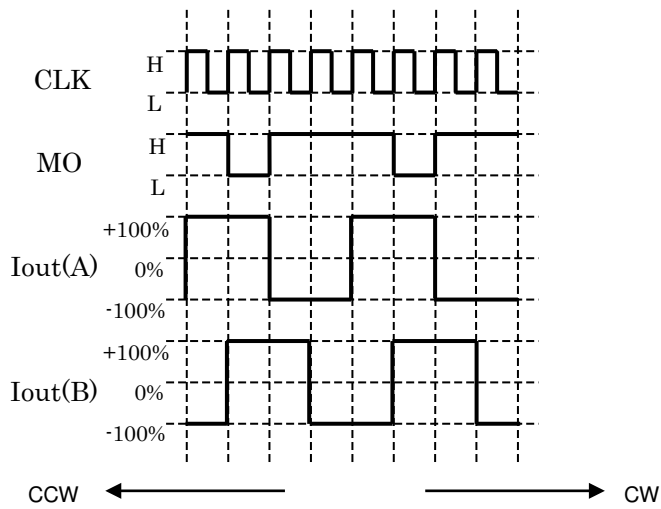 CLK
H
L
MO
H
L
Iout(A)
+100%
0%
-100%
Iout(B)
+100%
0%
-100%
CCW
CW